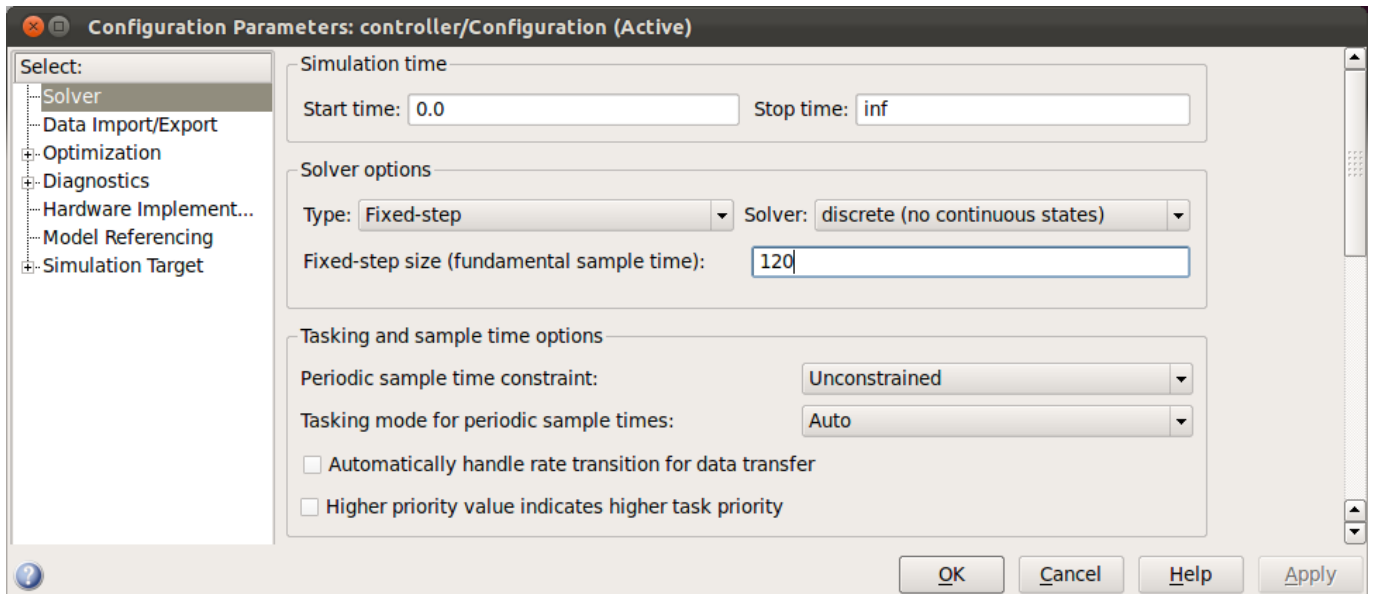 Configuration Parameters: controller/Configuration (Active)
Select:
Solver
Data Import/Export
Optimization
Diagnostics
Hardware Implement...
Model Referencing
Simulation Target
Simulation time
Start time: 0.0 Stop time: inf
Solver options
Type: Fixed-step Solver: discrete (no continuous states)
Fixed-step size (fundamental sample time): 120
Tasking and sample time options
Periodic sample time constraint: Unconstrained
Tasking mode for periodic sample times: Auto
Automatically handle rate transition for data transfer
Higher priority value indicates higher task priority
? OK Cancel Help Apply